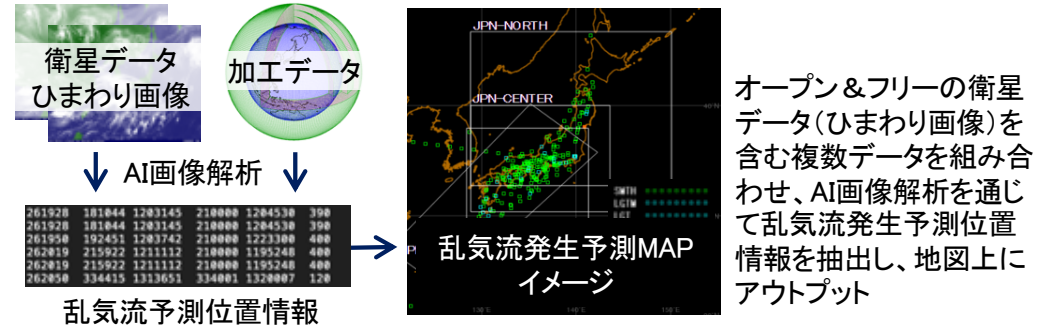 衛星データ
ひまわり画像
加工データ
AI画像解析
261928 181044 1203145 210000 1204530 390
261928 181044 1203145 210000 1204530 390
261950 192451 1203742 210000 1223300 400
262019 215922 1211112 210000 1195248 400
262019 215922 1211112 210000 1195248 400
262050 334415 1313651 334001 1320007 120
乱気流予測位置情報
JPN-NORTH
JPN-CENTER
40°N
SMTH
LGTM
LGT
乱気流発生予測MAP
イメージ
130°E 140°E 150°E
オープン＆フリーの衛星
データ（ひまわり画像）を
含む複数データを組み合
わせ、AI画像解析を通じ
て乱気流発生予測位置
情報を抽出し、地図上に
アウトプット